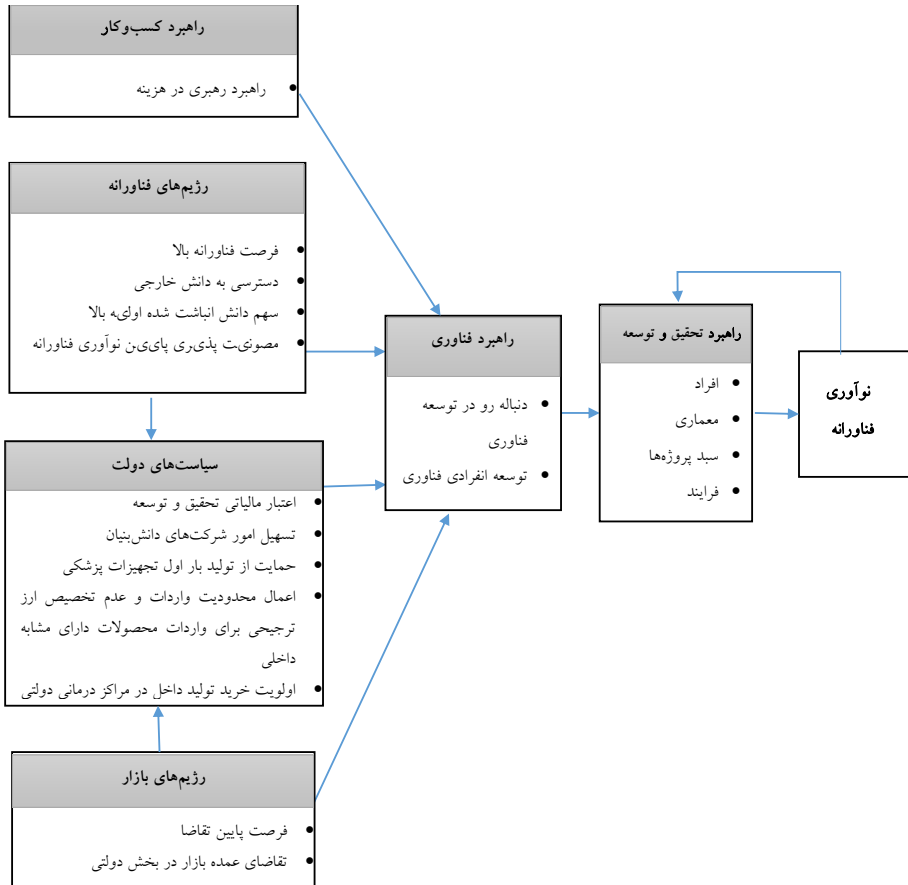 راهبرد کسب‌وکار
• راهبرد رهبری در هزینه
رژیم‌های فناورانه
• فرصت فناورانه بالا
• دسترسی به دانش خارجی
• سهم دانش انباشت شده اولیه بالا
• مصونیت پذیری پایین نوآوری فناورانه
سیاست‌های دولت
• اعتبار مالیاتی تحقیق و توسعه
• تسهیل امور شرکت‌های دانش‌بنیان
• حمایت از تولید بار اول تجهیزات پزشکی
• اعمال محدودیت واردات و عدم تخصیص ارز
ترجیحی برای واردات محصولات دارای مشابه
داخلی
• اولویت خرید تولید داخل در مراکز درمانی دولتی
رژیم‌های بازار
• فرصت پایین تقاضا
• تقاضای عمده بازار در بخش دولتی
راهبرد فناوری
• دنباله رو در توسعه
فناوری
• توسعه انفرادی فناوری
راهبرد تحقیق و توسعه
• افراد
• معماری
• سبد پروژه‌ها
• فرایند
نوآوری
فناورانه